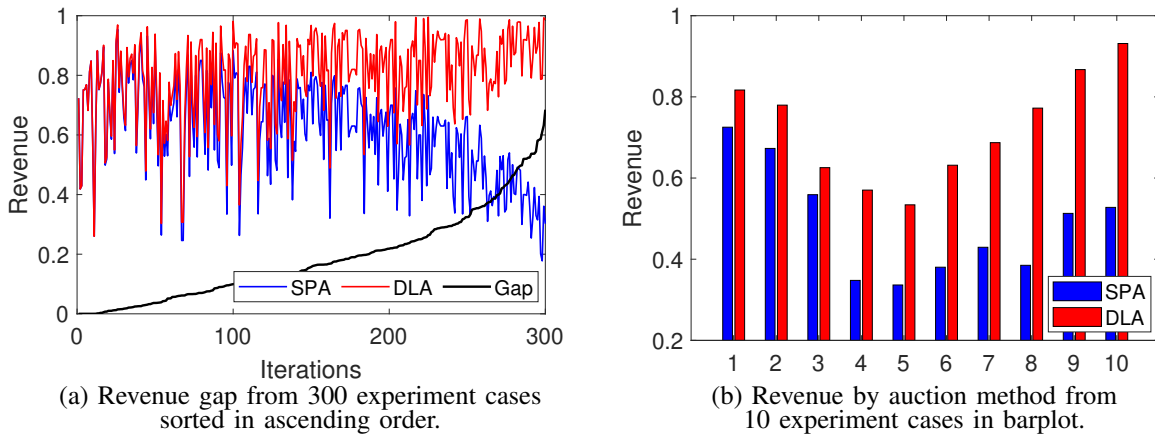 1
0.8
0.6
0.4
0.2
0
Revenue
0 100 200 300
Iterations
SPA DLA Gap
(a) Revenue gap from 300 experiment cases
sorted in ascending order.
1
0.8
0.6
0.4
0.2
Revenue
1 2 3 4 5 6 7 8 9 10
SPA
DLA
(b) Revenue by auction method from
10 experiment cases in barplot.